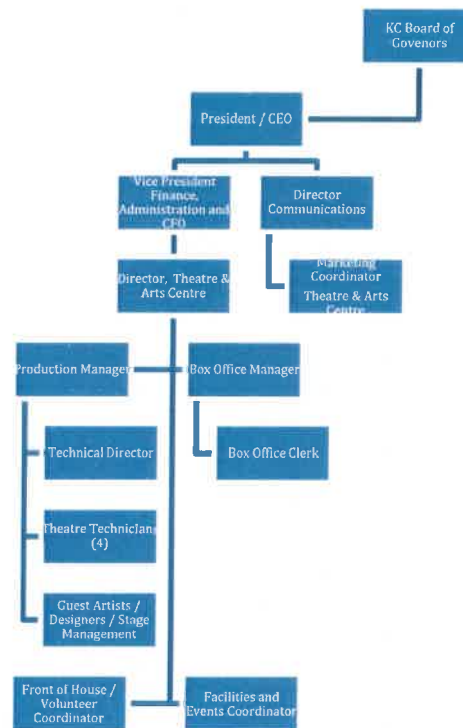 KC Board of
Govenors
President / CEO
Vice President
Finance,
Administration and
CFO
Director
Communications
Director, Theatre &
Arts Centre
Marketing
Coordinator
Theatre & Arts
Centre
Production Manager
Box Office Manager
Technical Director
Box Office Clerk
Theatre Technicians
(4)
Guest Artists /
Designers / Stage
Management
Front of House /
Volunteer
Coordinator
Facilities and
Events Coordinator